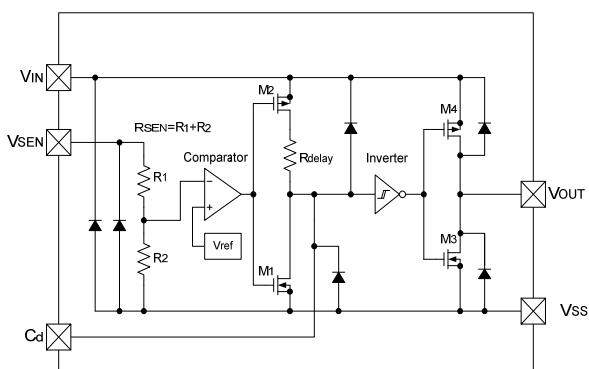 VIN
M2
M4
RSEN=R1+R2
VSEN
Comparator
Rdelay
Inverter
R1
−
+
VOUT
Vref
R2
M1
M3
VSS
Cd